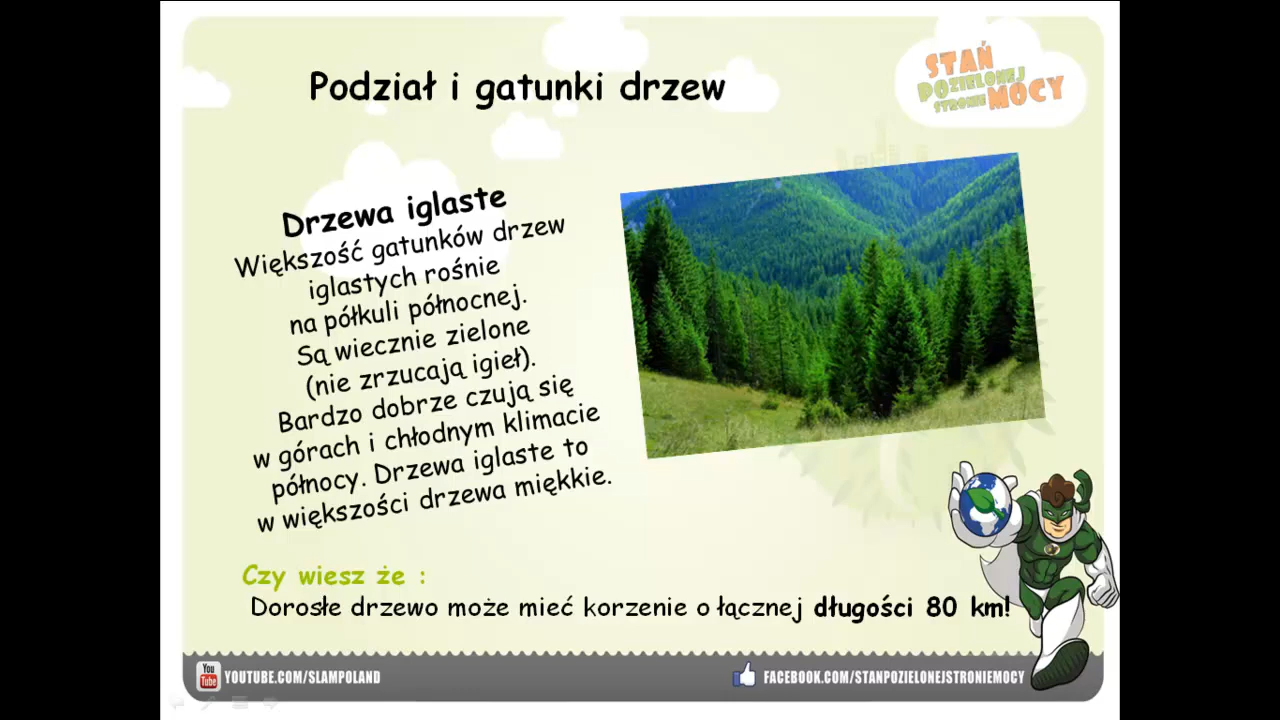 Podział i gatunki drzew
STAŃ
PO ZIELONEJ
STRONIE MOCY
Drzewa iglaste
Większość gatunków drzew
iglastych rośnie
na półkuli północnej.
Są wiecznie zielone
(nie zrzucają igieł).
Bardzo dobrze czują się
w górach i chłodnym klimacie
północy. Drzewa iglaste to
w większości drzewa miękkie.
Czy wiesz że :
Dorosłe drzewo może mieć korzenie o łącznej długości 80 km!
You Tube YOUTUBE.COM/SLAMPOLAND
FACEBOOK.COM/STANPOZIELONEJSTRONIEMOCY